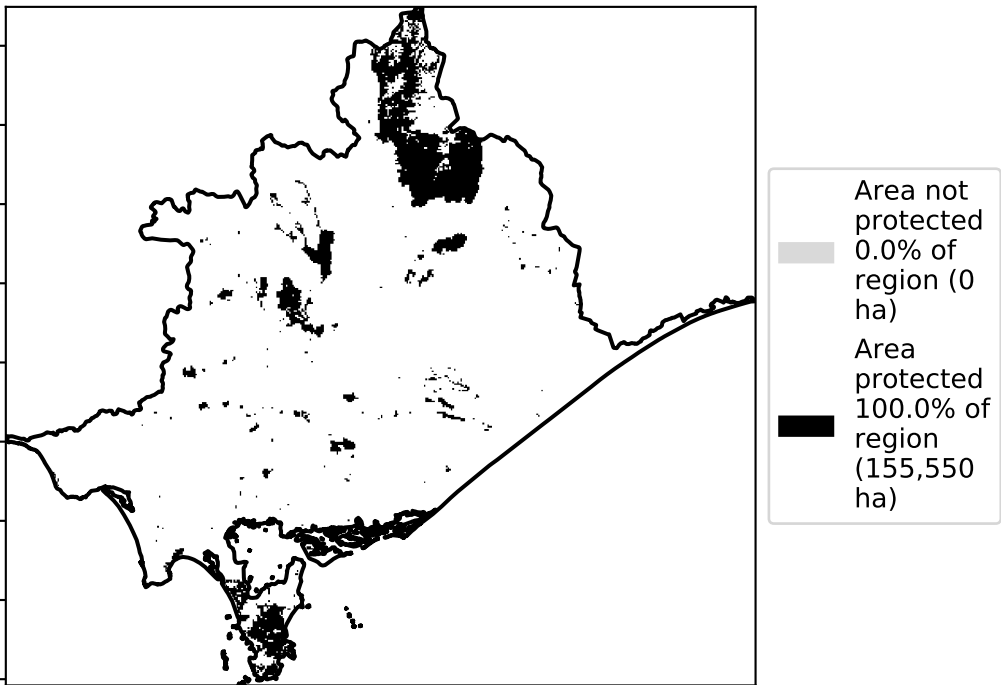 Area not
protected
0.0% of
region (0
ha)
Area
protected
100.0% of
region
(155,550
ha)